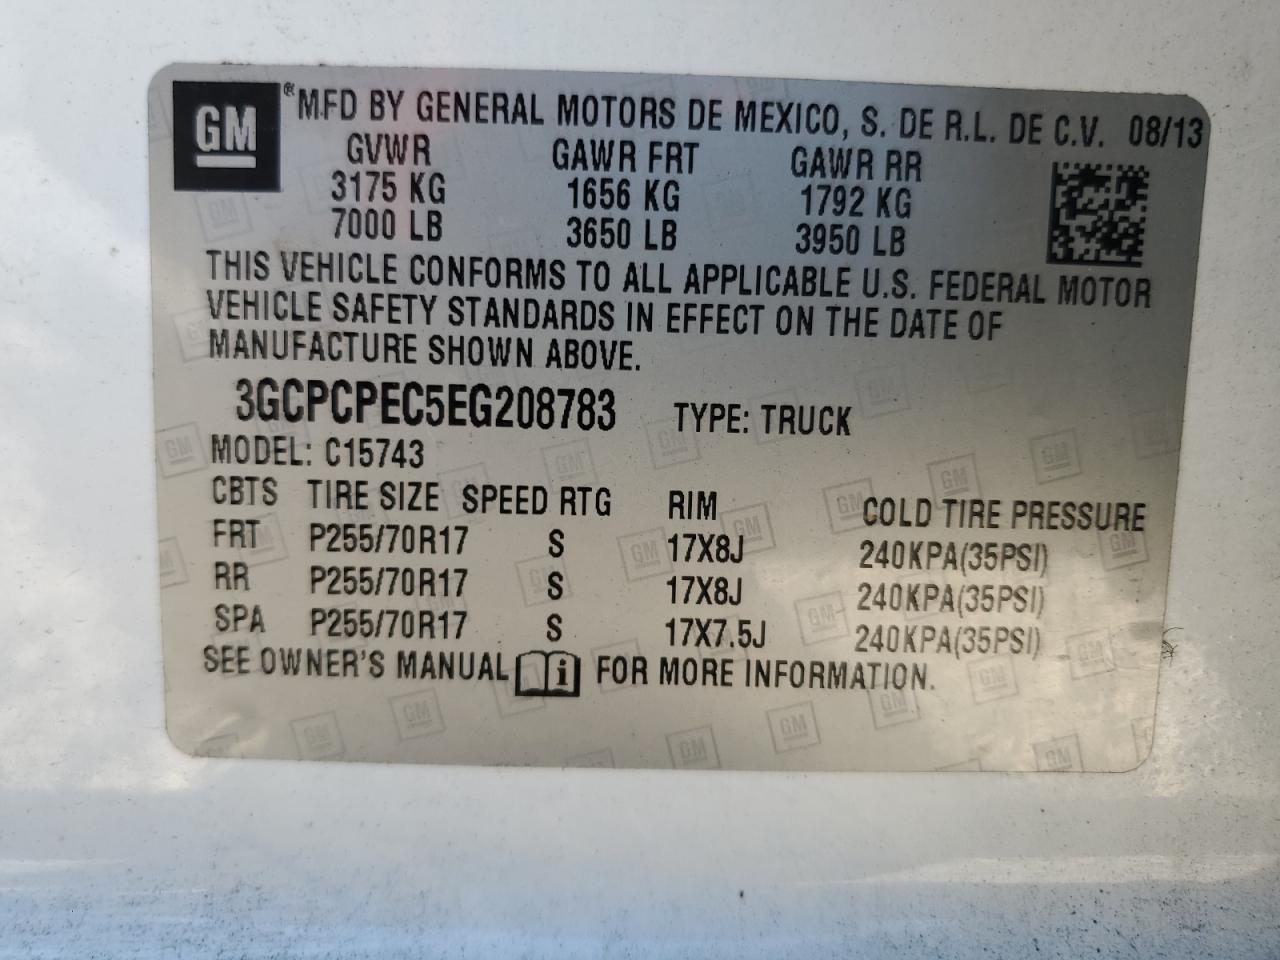 GM ® MFD BY GENERAL MOTORS DE MEXICO, S. DE R.L. DE C.V. 08/13
GVWR GAWR FRT GAWR RR
3175 KG 1656 KG 1792 KG
7000 LB 3650 LB 3950 LB
THIS VEHICLE CONFORMS TO ALL APPLICABLE U.S. FEDERAL MOTOR
VEHICLE SAFETY STANDARDS IN EFFECT ON THE DATE OF
MANUFACTURE SHOWN ABOVE.
3GCPCPEC5EG208783 TYPE: TRUCK
MODEL: C15743
CBTS TIRE SIZE SPEED RTG RIM COLD TIRE PRESSURE
FRT P255/70R17 S 17X8J 240KPA(35PSI)
RR P255/70R17 S 17X8J 240KPA(35PSI)
SPA P255/70R17 S 17X7.5J 240KPA(35PSI)
SEE OWNER'S MANUAL i FOR MORE INFORMATION.